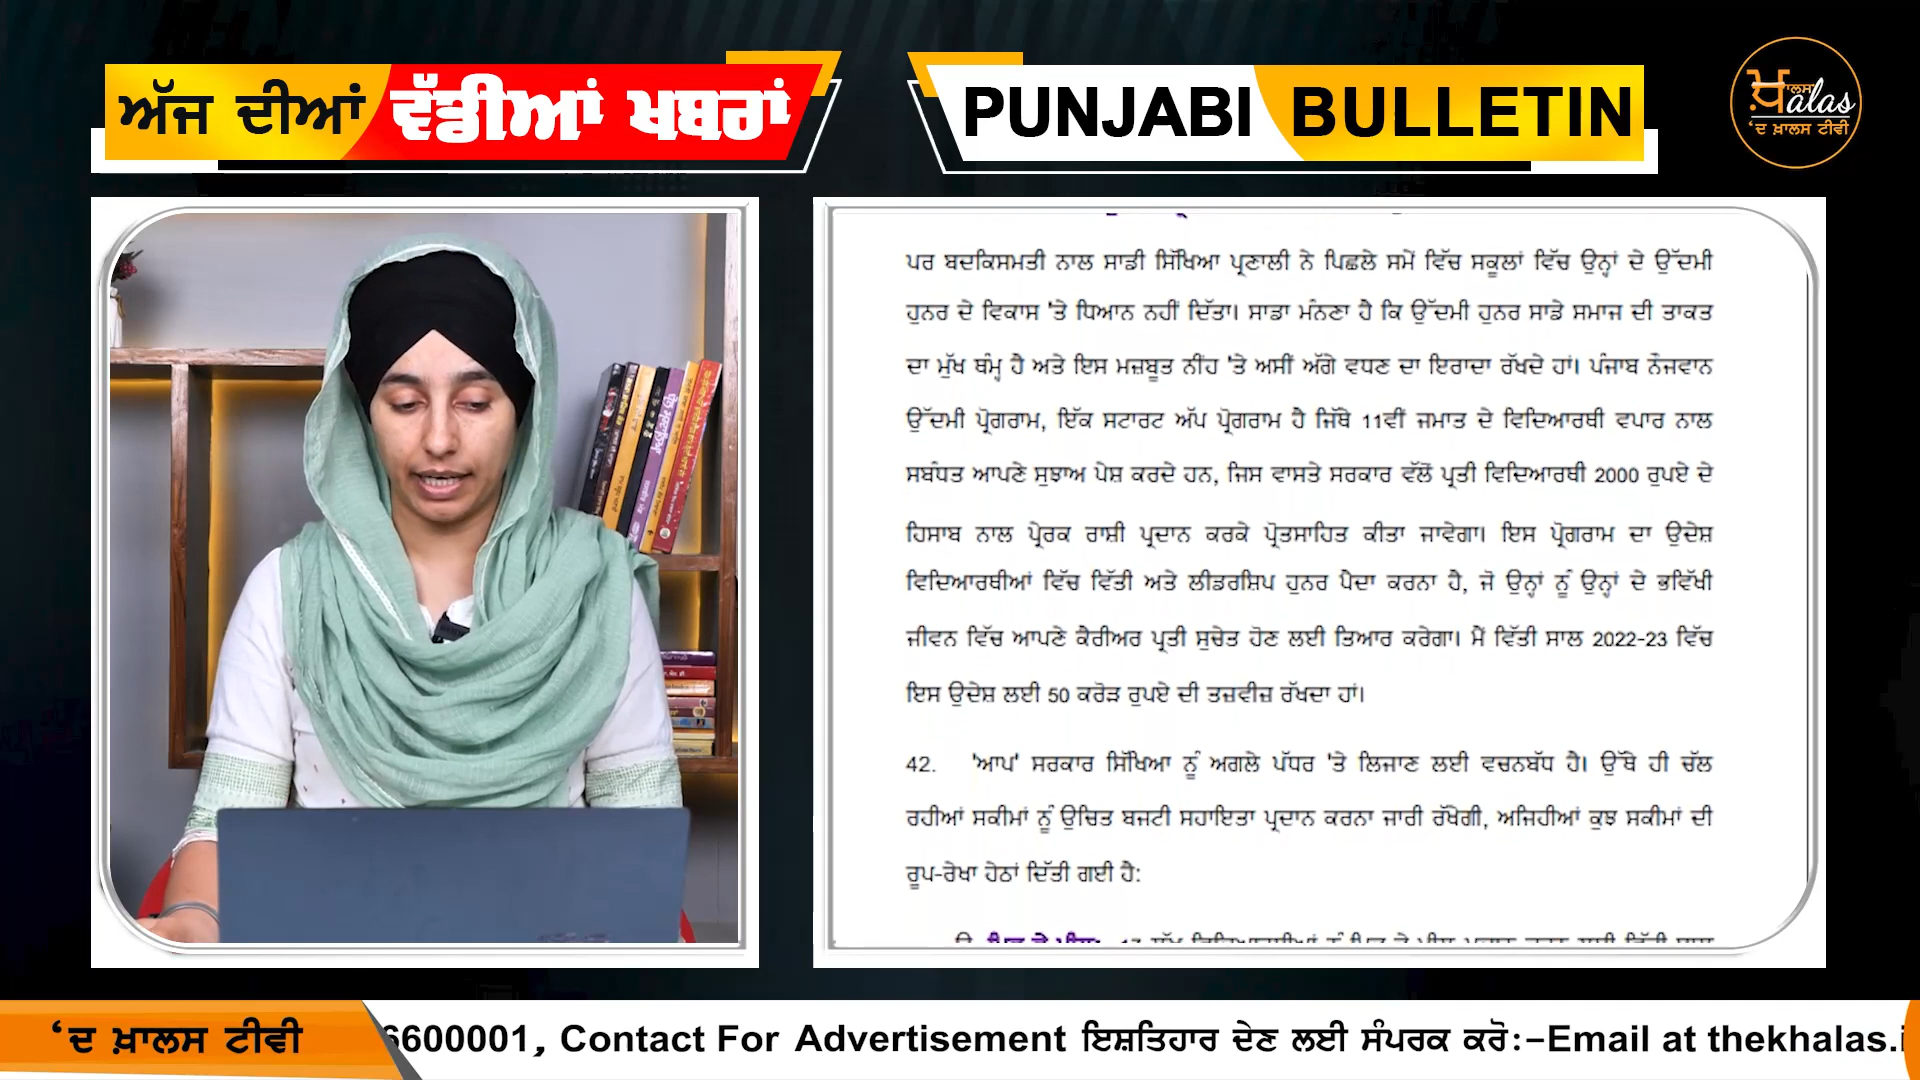 ਅੱਜ ਦੀਆਂ ਵੱਡੀਆਂ ਖਬਰਾਂ
PUNJABI BULLETIN
ਖ਼ਾਲਸ
alas
'ਦ ਖ਼ਾਲਸ ਟੀਵੀ
ਪਰ ਬਦਕਿਸਮਤੀ ਨਾਲ ਸਾਡੀ ਸਿੱਖਿਆ ਪ੍ਰਣਾਲੀ ਨੇ ਪਿਛਲੇ ਸਮੇਂ ਵਿੱਚ ਸਕੂਲਾਂ ਵਿੱਚ ਉਨ੍ਹਾਂ ਦੇ ਉੱਦਮੀ
ਹੁਨਰ ਦੇ ਵਿਕਾਸ 'ਤੇ ਧਿਆਨ ਨਹੀਂ ਦਿੱਤਾ। ਸਾਡਾ ਮੰਨਣਾ ਹੈ ਕਿ ਉੱਦਮੀ ਹੁਨਰ ਸਾਡੇ ਸਮਾਜ ਦੀ ਤਾਕਤ
ਦਾ ਮੁੱਖ ਥੰਮ੍ਹ ਹੈ ਅਤੇ ਇਸ ਮਜ਼ਬੂਤ ਨੀਂਹ 'ਤੇ ਅਸੀਂ ਅੱਗੇ ਵਧਣ ਦਾ ਇਰਾਦਾ ਰੱਖਦੇ ਹਾਂ। ਪੰਜਾਬ ਨੌਜਵਾਨ
ਉੱਦਮੀ ਪ੍ਰੋਗਰਾਮ, ਇੱਕ ਸਟਾਰਟ ਅੱਪ ਪ੍ਰੋਗਰਾਮ ਹੈ ਜਿੱਥੇ 11ਵੀਂ ਜਮਾਤ ਦੇ ਵਿਦਿਆਰਥੀ ਵਪਾਰ ਨਾਲ
ਸਬੰਧਤ ਆਪਣੇ ਸੁਝਾਅ ਪੇਸ਼ ਕਰਦੇ ਹਨ, ਜਿਸ ਵਾਸਤੇ ਸਰਕਾਰ ਵੱਲੋਂ ਪ੍ਰਤੀ ਵਿਦਿਆਰਥੀ 2000 ਰੁਪਏ ਦੇ
ਹਿਸਾਬ ਨਾਲ ਪ੍ਰੇਰਕ ਰਾਸ਼ੀ ਪ੍ਰਦਾਨ ਕਰਕੇ ਪ੍ਰੋਤਸਾਹਿਤ ਕੀਤਾ ਜਾਵੇਗਾ। ਇਸ ਪ੍ਰੋਗਰਾਮ ਦਾ ਉਦੇਸ਼
ਵਿਦਿਆਰਥੀਆਂ ਵਿੱਚ ਵਿੱਤੀ ਅਤੇ ਲੀਡਰਸ਼ਿਪ ਹੁਨਰ ਪੈਦਾ ਕਰਨਾ ਹੈ, ਜੋ ਉਨ੍ਹਾਂ ਨੂੰ ਉਨ੍ਹਾਂ ਦੇ ਭਵਿੱਖੀ
ਜੀਵਨ ਵਿੱਚ ਆਪਣੇ ਕੈਰੀਅਰ ਪ੍ਰਤੀ ਸੁਚੇਤ ਹੋਣ ਲਈ ਤਿਆਰ ਕਰੇਗਾ। ਮੈਂ ਵਿੱਤੀ ਸਾਲ 2022-23 ਵਿੱਚ
ਇਸ ਉਦੇਸ਼ ਲਈ 50 ਕਰੋੜ ਰੁਪਏ ਦੀ ਤਜ਼ਵੀਜ਼ ਰੱਖਦਾ ਹਾਂ।
42. 'ਆਪ' ਸਰਕਾਰ ਸਿੱਖਿਆ ਨੂੰ ਅਗਲੇ ਪੱਧਰ 'ਤੇ ਲਿਜਾਣ ਲਈ ਵਚਨਬੱਧ ਹੈ। ਉੱਥੇ ਹੀ ਚੱਲ
ਰਹੀਆਂ ਸਕੀਮਾਂ ਨੂੰ ਉਚਿਤ ਬਜਟੀ ਸਹਾਇਤਾ ਪ੍ਰਦਾਨ ਕਰਨਾ ਜਾਰੀ ਰੱਖੇਗੀ, ਅਜਿਹੀਆਂ ਕੁਝ ਸਕੀਮਾਂ ਦੀ
ਰੂਪ-ਰੇਖਾ ਹੇਠਾਂ ਦਿੱਤੀ ਗਈ ਹੈ:
'ਦ ਖ਼ਾਲਸ ਟੀਵੀ
6600001, Contact For Advertisement ਇਸ਼ਤਿਹਾਰ ਦੇਣ ਲਈ ਸੰਪਰਕ ਕਰੋ:-Email at thekhalas.i